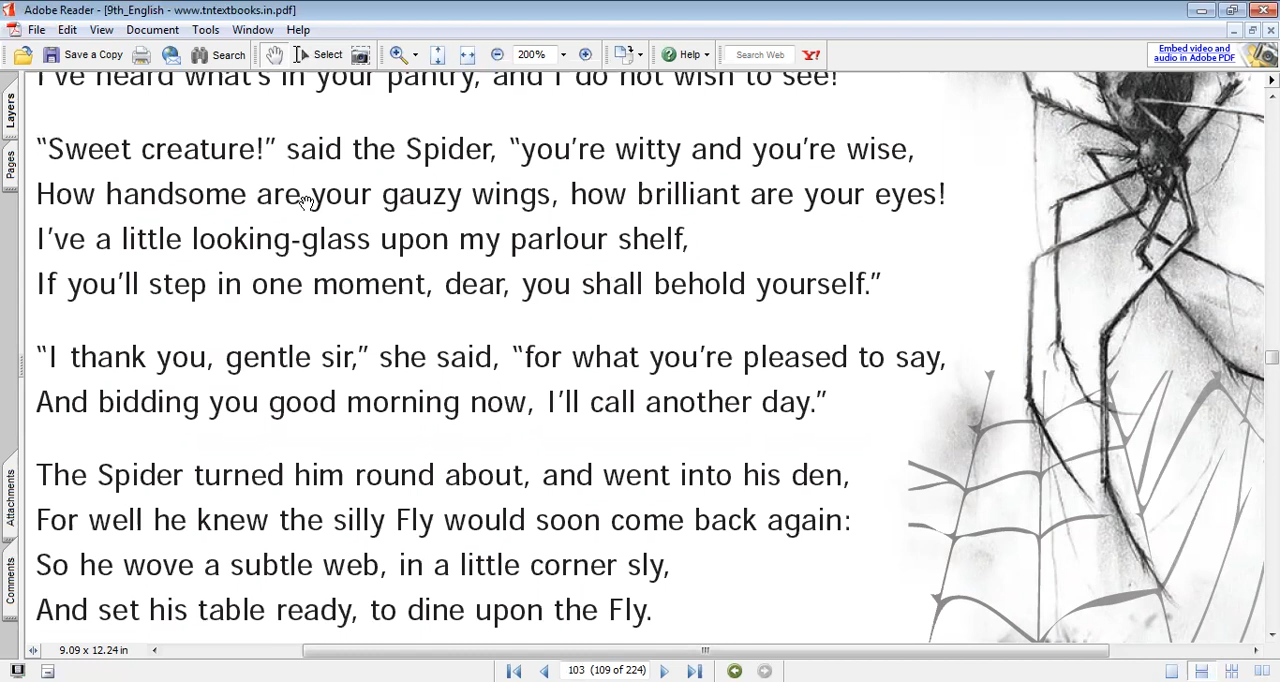 Adobe Reader - [9th_English - www.tntextbooks.in.pdf]
File Edit View Document Tools Window Help
Save a Copy Search Select 200% Help Search Web Y! Embed video and
audio in Adobe PDF
Layers
Pages
Attachments
Comments
I’ve heard what’s in your pantry, and I do not wish to see!
“Sweet creature!” said the Spider, “you’re witty and you’re wise,
How handsome are your gauzy wings, how brilliant are your eyes!
I’ve a little looking-glass upon my parlour shelf,
If you’ll step in one moment, dear, you shall behold yourself.”
“I thank you, gentle sir,” she said, “for what you’re pleased to say,
And bidding you good morning now, I’ll call another day.”
The Spider turned him round about, and went into his den,
For well he knew the silly Fly would soon come back again:
So he wove a subtle web, in a little corner sly,
And set his table ready, to dine upon the Fly.
9.09 x 12.24 in
103 (109 of 224)